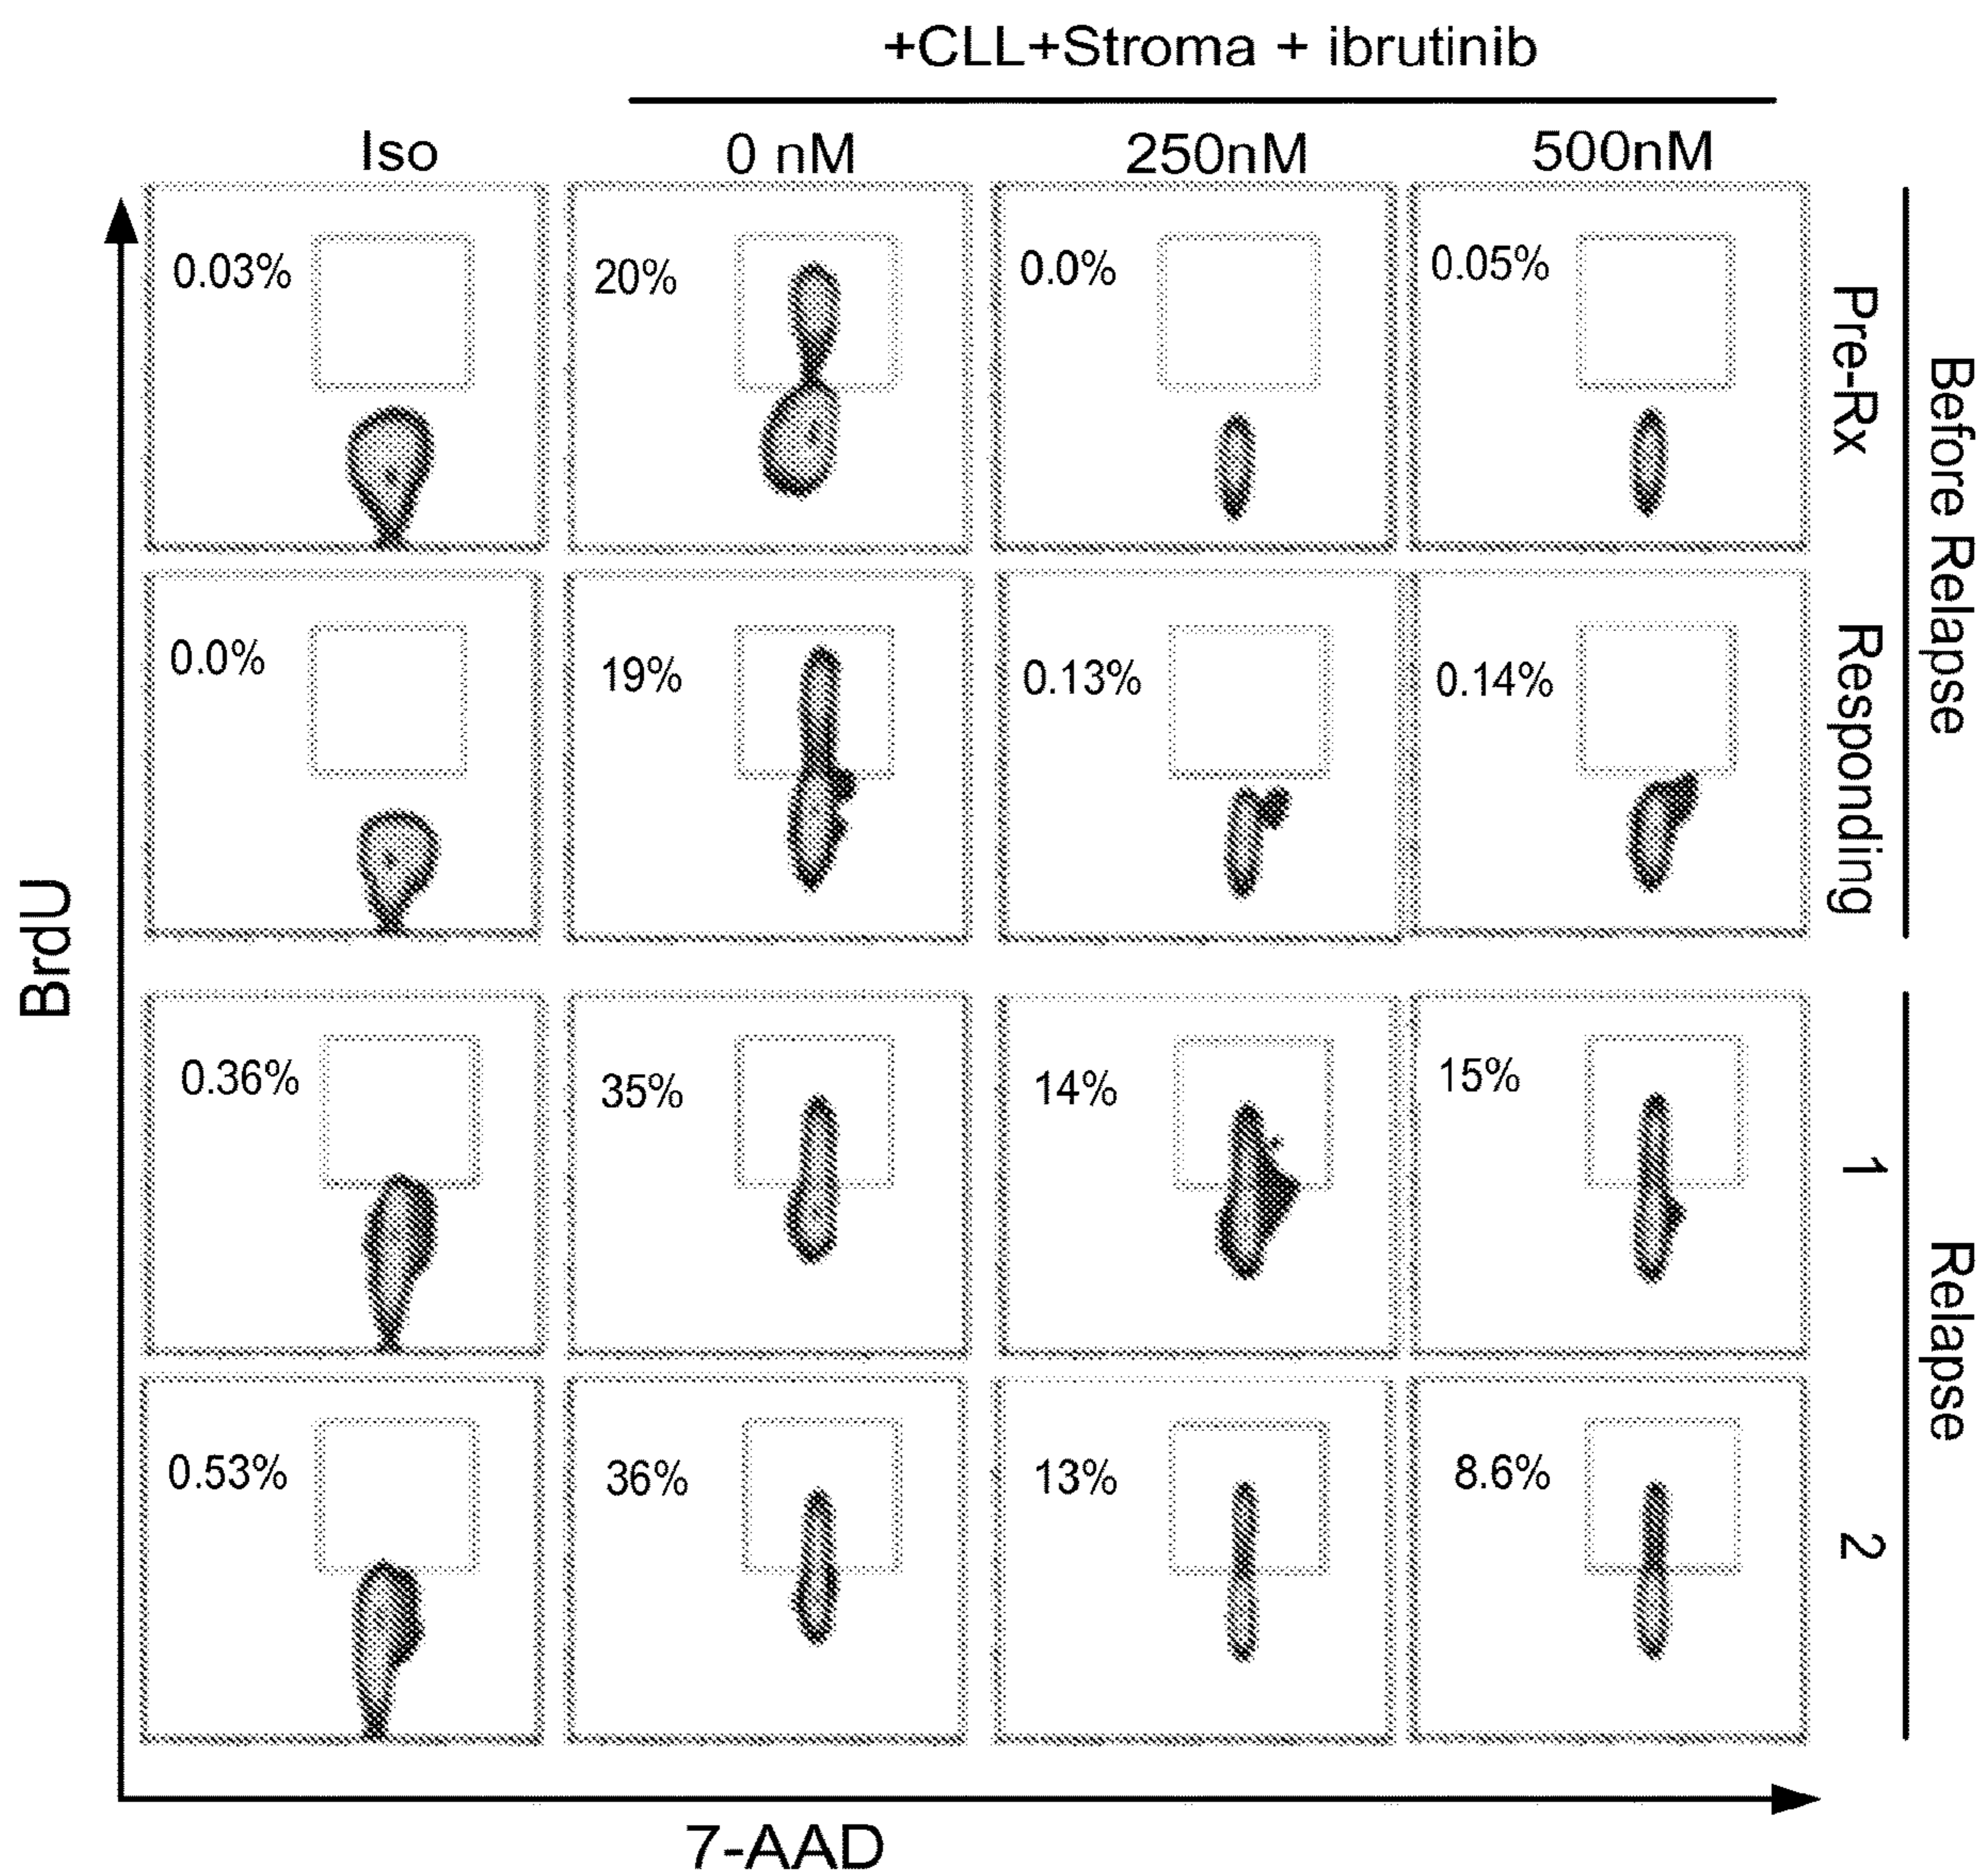 +CLL+Stroma + ibrutinib
Iso 0 nM 250nM 500nM
0.03% 20% 0.0% 0.05%
Pre-Rx
0.0% 19% 0.13% 0.14%
Responding
Before Relapse
0.36% 35% 14% 15%
1
0.53% 36% 13% 8.6%
2
Relapse
BrdU
7-AAD